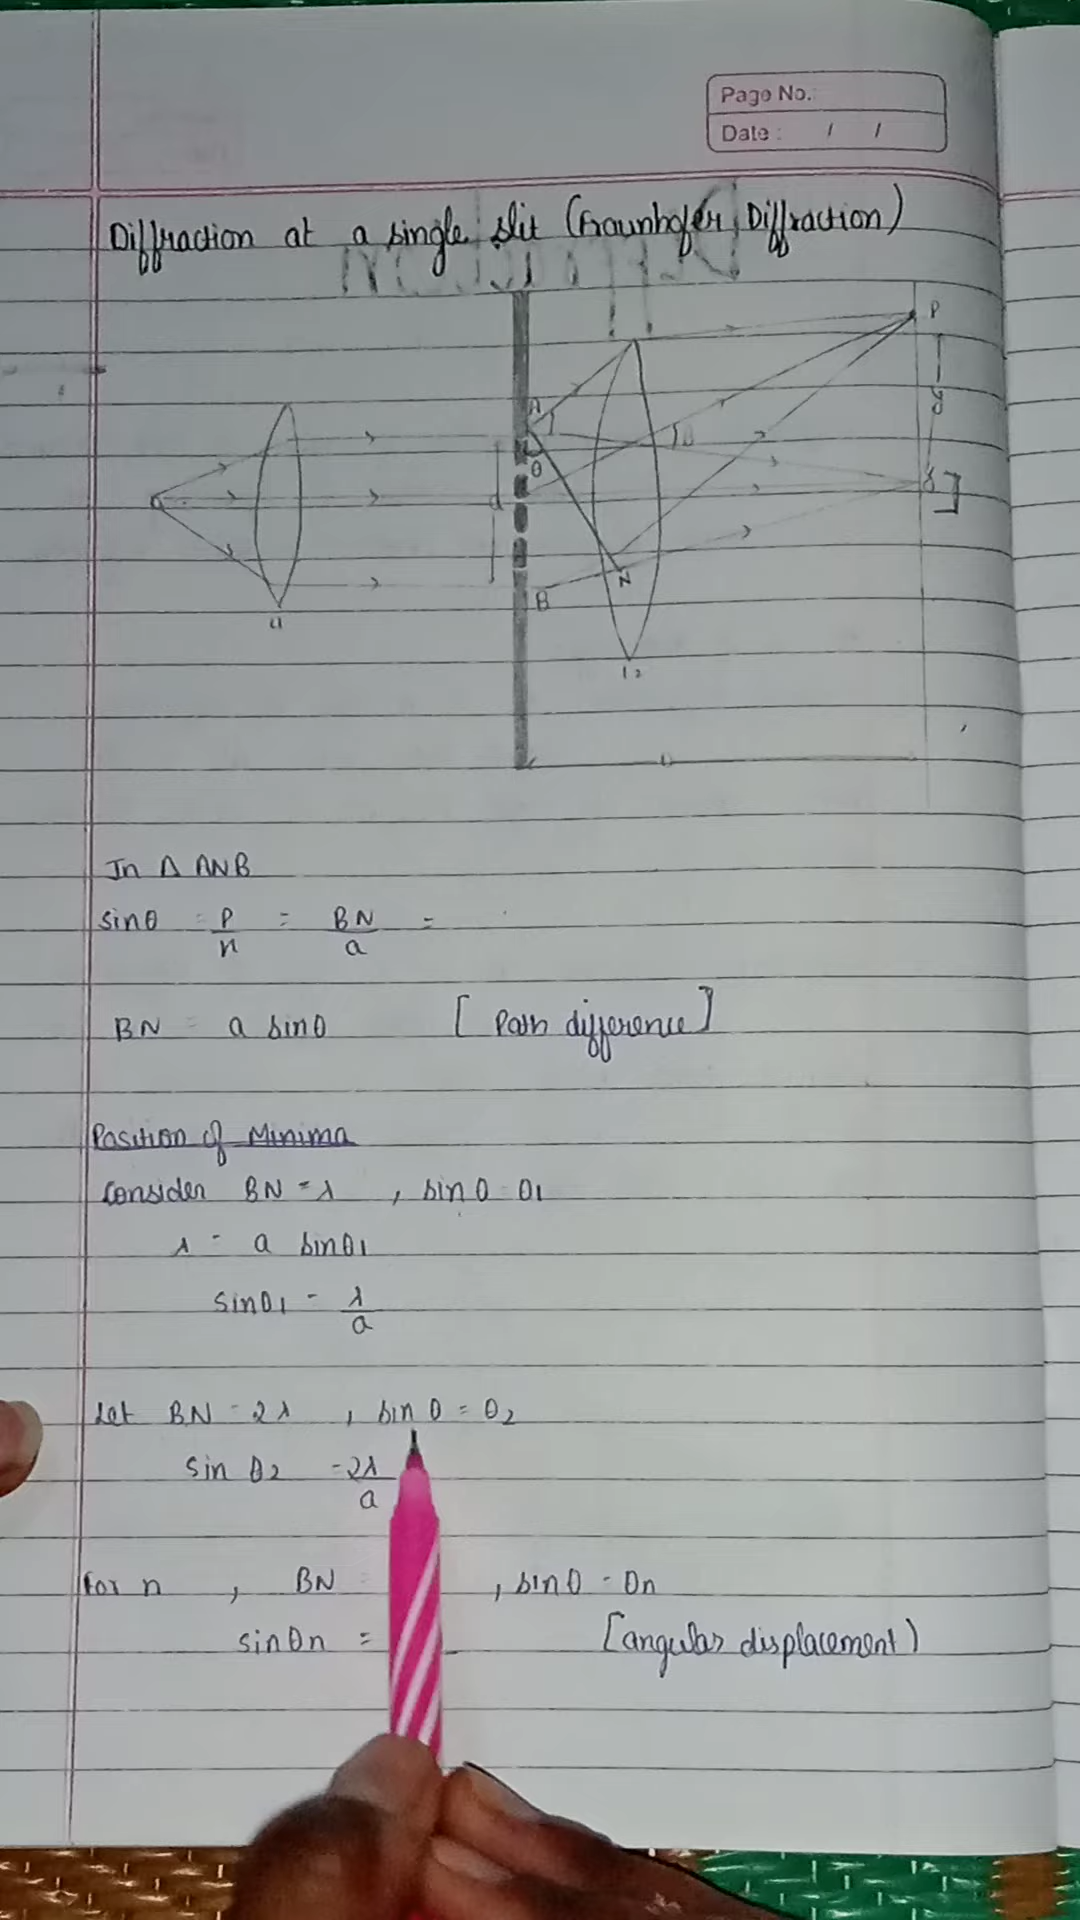 Page No.
Date : / /
Diffraction at a single slit (Fraunhofer Diffraction)
P
A
y
θ
θ
d
N
B
L1
L2
D
In Δ ANB
sinθ = P/h = BN/a =
BN = a sinθ [Path difference]
Position of Minima
Consider BN = λ , sinθ = θ1
λ = a sinθ1
sinθ1 = λ/a
Let BN = 2λ , sinθ = θ2
sin θ2 = 2λ/a
For n , BN = , sinθ = θn
sinθn = [angular displacement)